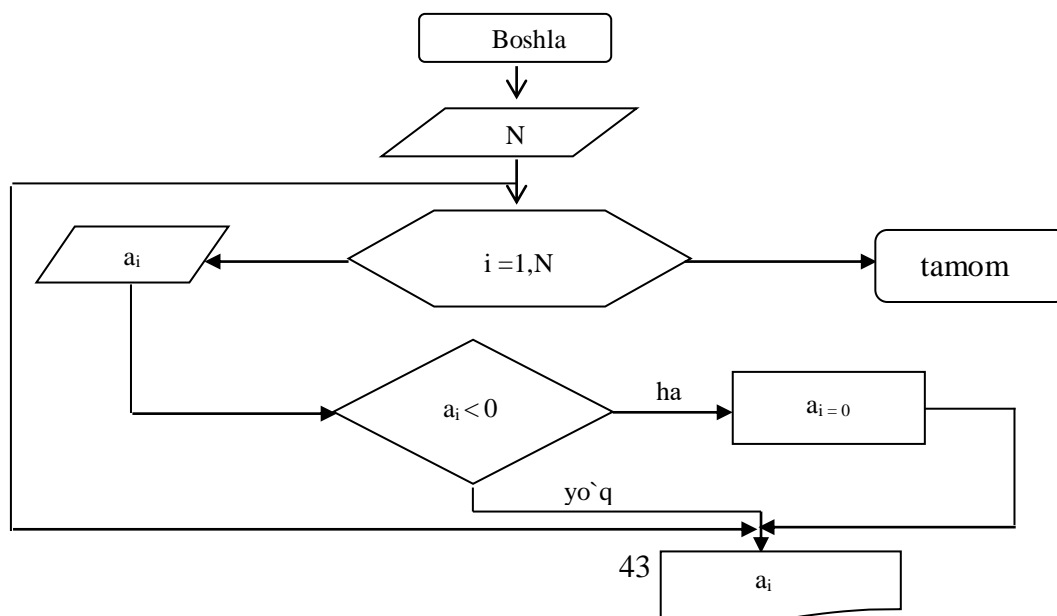 Boshla
N
aᵢ
i =1,N
tamom
aᵢ < 0
ha
aᵢ ₌ ₀
yo`q
43
aᵢ